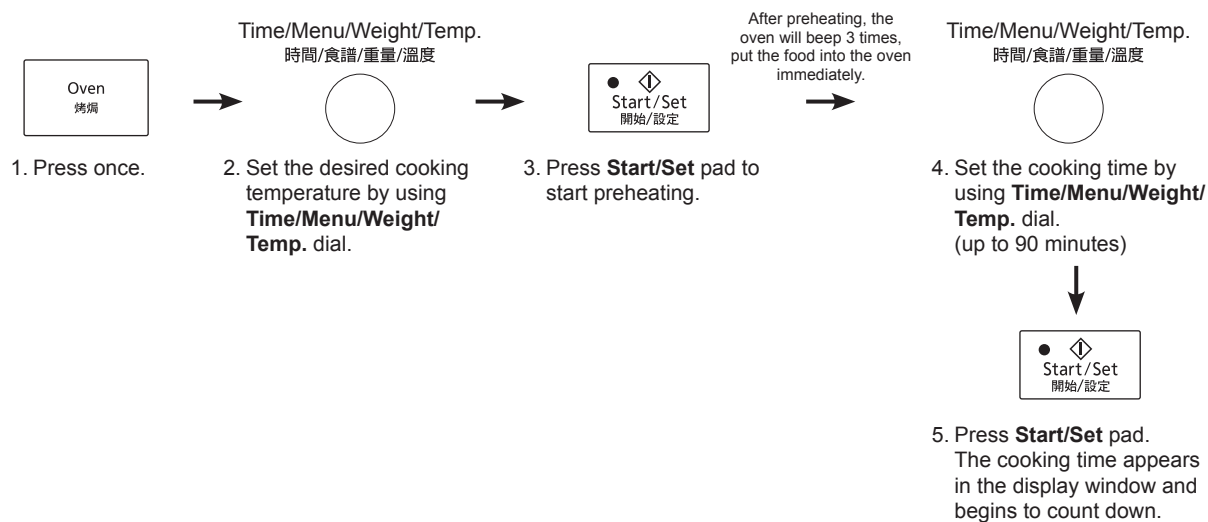 Oven
烤焗
1. Press once.
Time/Menu/Weight/Temp.
時間/食譜/重量/溫度
2. Set the desired cooking
temperature by using
Time/Menu/Weight/
Temp. dial.
Start/Set
開始/設定
3. Press Start/Set pad to
start preheating.
After preheating, the
oven will beep 3 times,
put the food into the oven
immediately.
Time/Menu/Weight/Temp.
時間/食譜/重量/溫度
4. Set the cooking time by
using Time/Menu/Weight/
Temp. dial.
(up to 90 minutes)
Start/Set
開始/設定
5. Press Start/Set pad.
The cooking time appears
in the display window and
begins to count down.